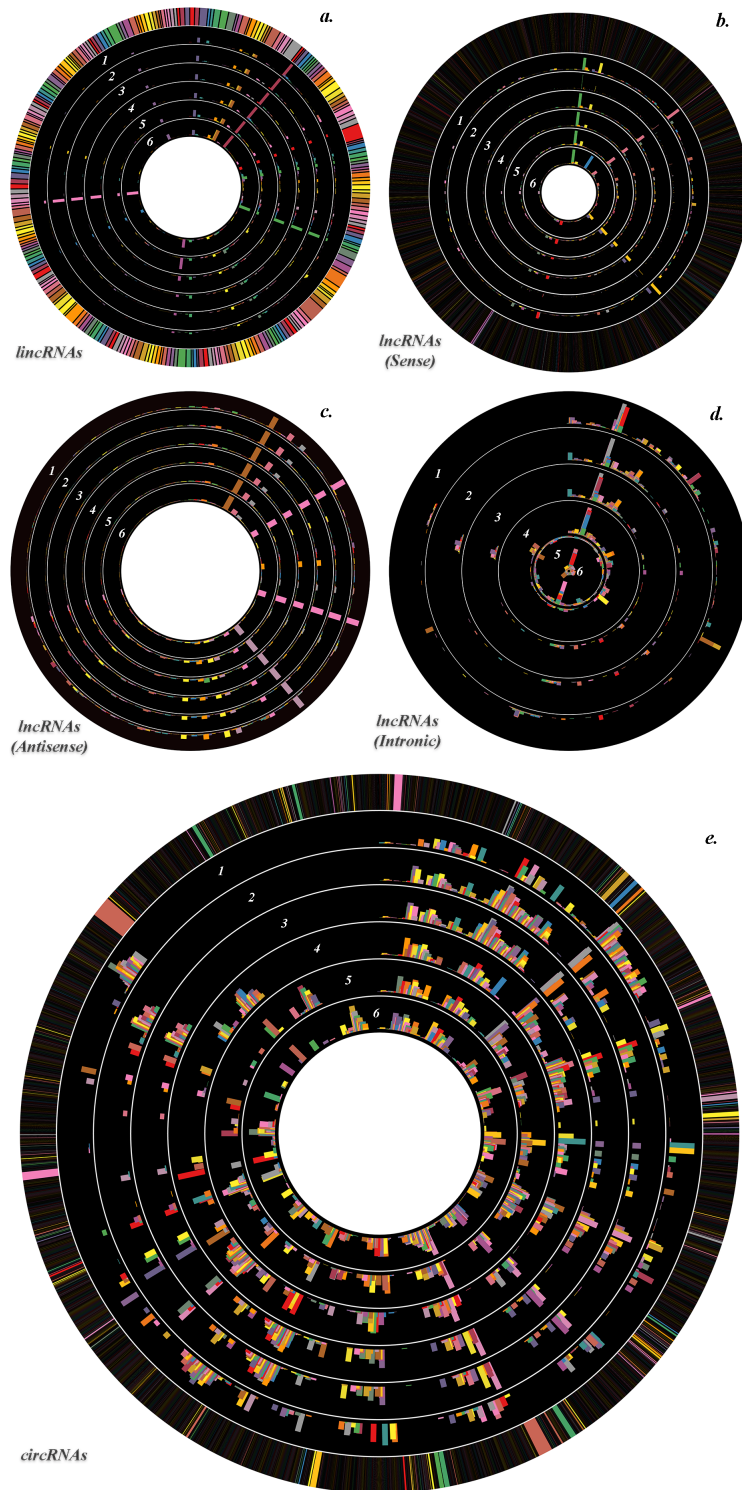 a.
1
2
3
4
5
6
lincRNAs
b.
1
2
3
4
5
6
lncRNAs
(Sense)
c.
1
2
3
4
5
6
lncRNAs
(Antisense)
d.
1
2
3
4
5
6
lncRNAs
(Intronic)
e.
1
2
3
4
5
6
circRNAs